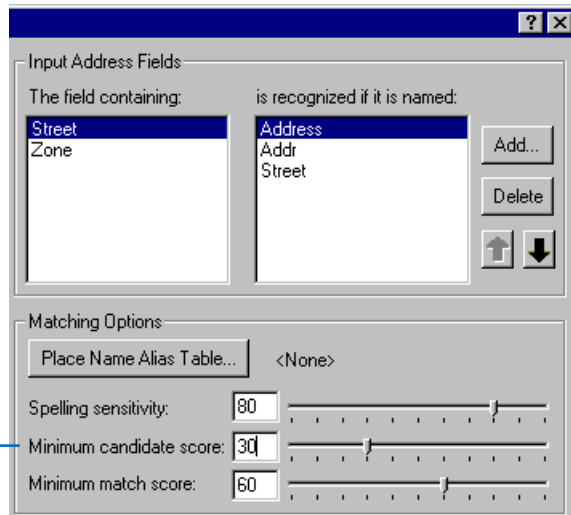 Input Address Fields
The field containing:
is recognized if it is named:
Street
Zone
Address
Addr
Street
Add...
Delete
Matching Options
Place Name Alias Table...
<None>
Spelling sensitivity: 80
Minimum candidate score: 30
Minimum match score: 60